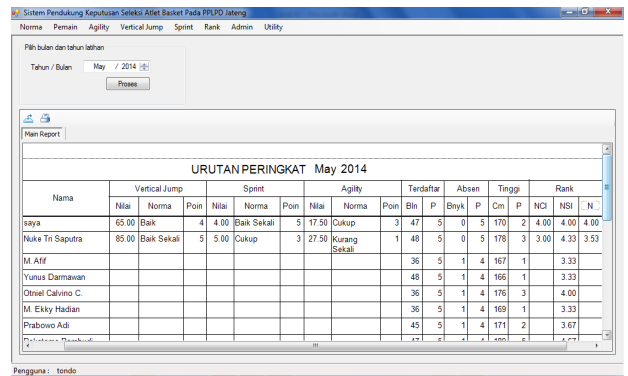 Sistem Pendukung Keputusan Seleksi Atlet Basket Pada PPLPD Jateng
Norma Pemain Agility Vertical Jump Sprint Rank Admin Utility
Pilih bulan dan tahun latihan
Tahun / Bulan May / 2014
Proses
Main Report
URUTAN PERINGKAT May 2014
Nama Vertical Jump Sprint Agility Terdaftar Absen Tinggi Rank
Nilai Norma Poin Nilai Norma Poin Nilai Norma Poin Bln P Bnyk P Cm P NCI NSI N
saya 65.00 Baik 4 4.00 Baik Sekali 5 17.50 Cukup 3 47 5 0 5 170 2 4.00 4.00 4.00
Nuke Tri Saputra 85.00 Baik Sekali 5 5.00 Cukup 3 27.50 Kurang Sekali 1 48 5 0 5 178 3 3.00 4.33 3.53
M. Afif 36 5 1 4 167 1 3.33
Yunus Darmawan 48 5 1 4 166 1 3.33
Otniel Calvino C. 36 5 1 4 176 3 4.00
M. Ekky Hadian 36 5 1 4 169 1 3.33
Prabowo Adi 45 5 1 4 171 2 3.67
Pengguna : tondo